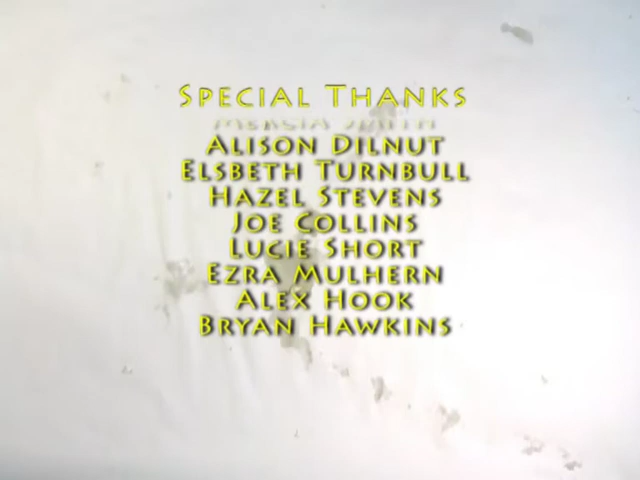 Special Thanks
Alison Dilnut
Elsbeth Turnbull
Hazel Stevens
Joe Collins
Lucie Short
Ezra Mulhern
Alex Hook
Bryan Hawkins